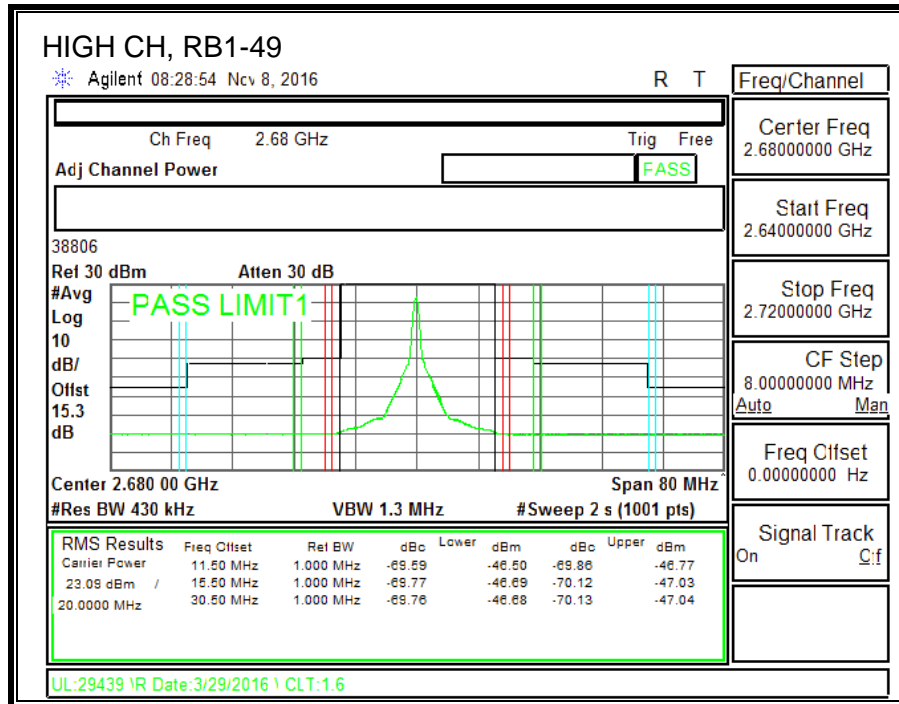 HIGH CH, RB1-49
Agilent 08:28:54 Nov 8, 2016 R T
Freq/Channel
Ch Freq 2.68 GHz Trig Free
Adj Channel Power PASS
Center Freq
2.68000000 GHz
Start Freq
2.64000000 GHz
38806
Ref 30 dBm Atten 30 dB
#Avg
Log
10
dB/
Offst
15.3
dB
PASS LIMIT1
Stop Freq
2.72000000 GHz
CF Step
8.00000000 MHz
Auto Man
Freq Offset
0.00000000 Hz
Center 2.680 00 GHz Span 80 MHz
#Res BW 430 kHz VBW 1.3 MHz #Sweep 2 s (1001 pts)
Signal Track
On Off
RMS Results Freq Offset Ref BW dBc Lower dBm dBc Upper dBm
Carrier Power 11.50 MHz 1.000 MHz -69.59 -46.50 -69.86 -46.77
23.09 dBm / 15.50 MHz 1.000 MHz -69.77 -46.69 -70.12 -47.03
20.0000 MHz 30.50 MHz 1.000 MHz -69.76 -46.68 -70.13 -47.04
UL:29439 \R Date:3/29/2016 \ CLT:1.6